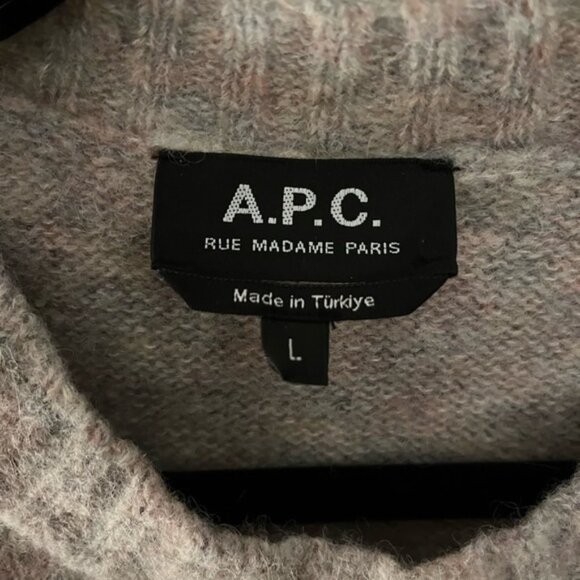 A.P.C.
RUE MADAME PARIS
Made in Türkiye
L